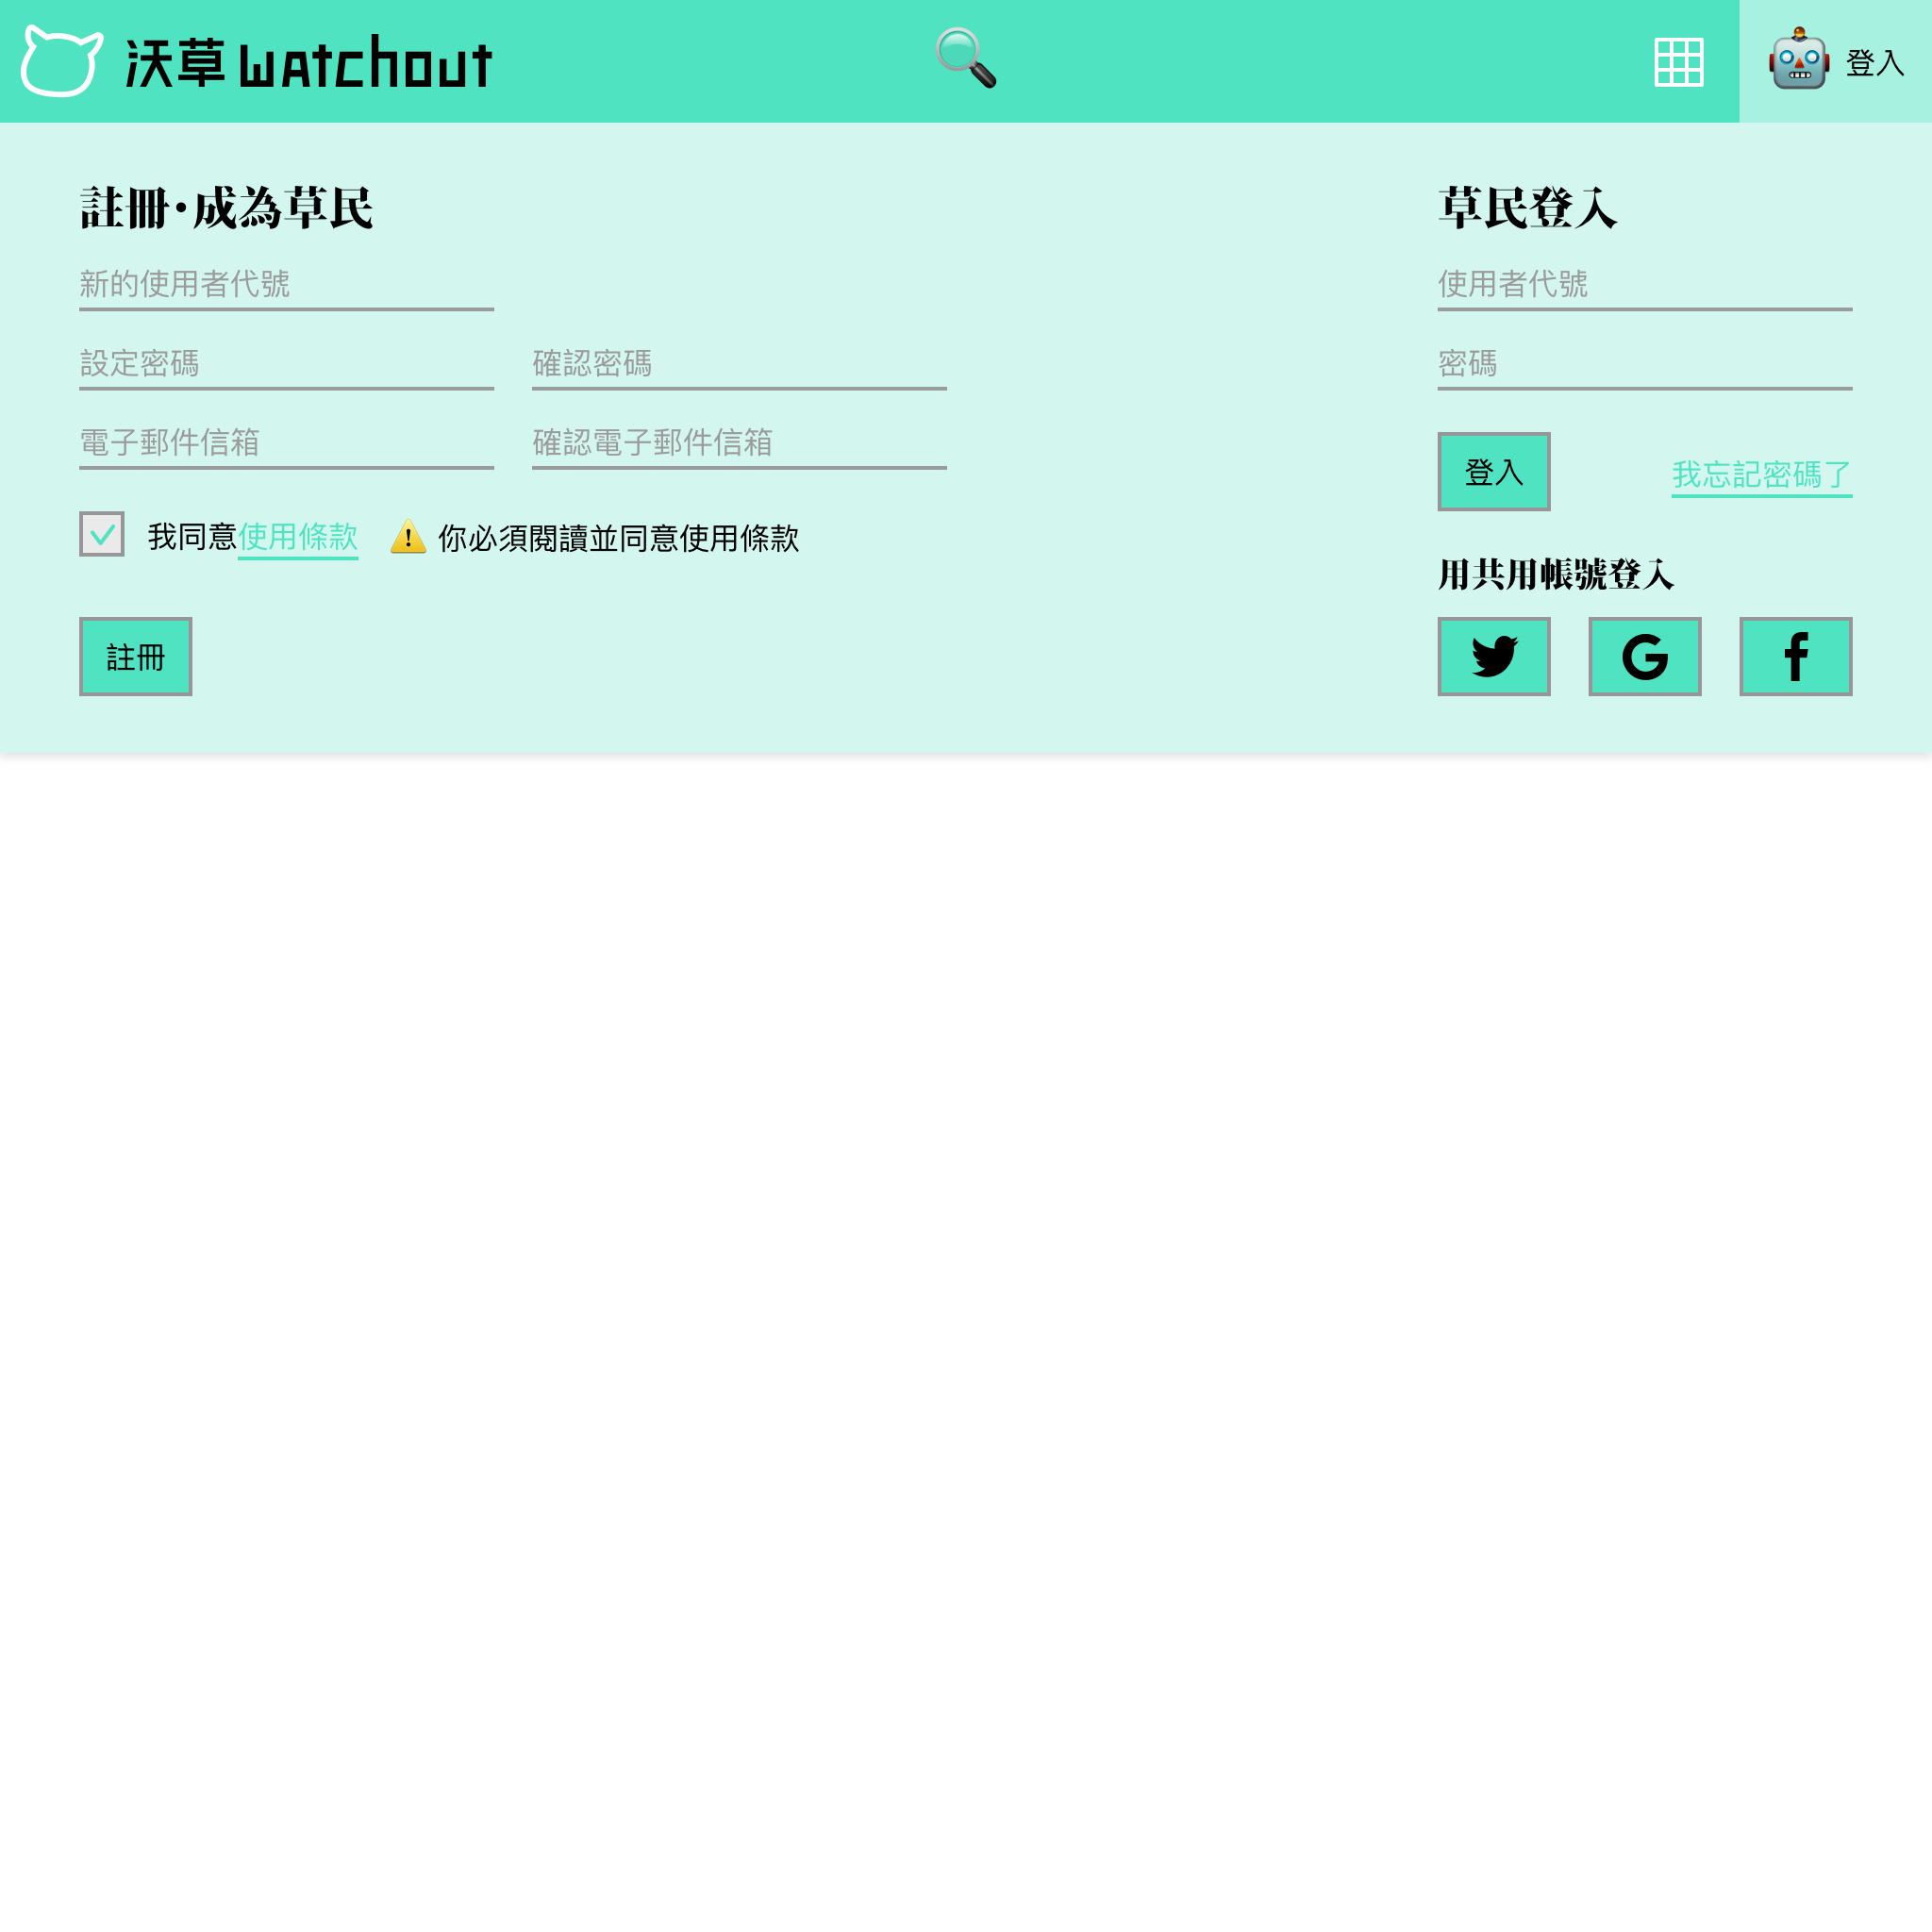 沃草 watchout
登入
註冊·成為草民
新的使用者代號
設定密碼 確認密碼
電子郵件信箱 確認電子郵件信箱
我同意使用條款 你必須閱讀並同意使用條款
註冊
草民登入
使用者代號
密碼
登入 我忘記密碼了
用共用帳號登入